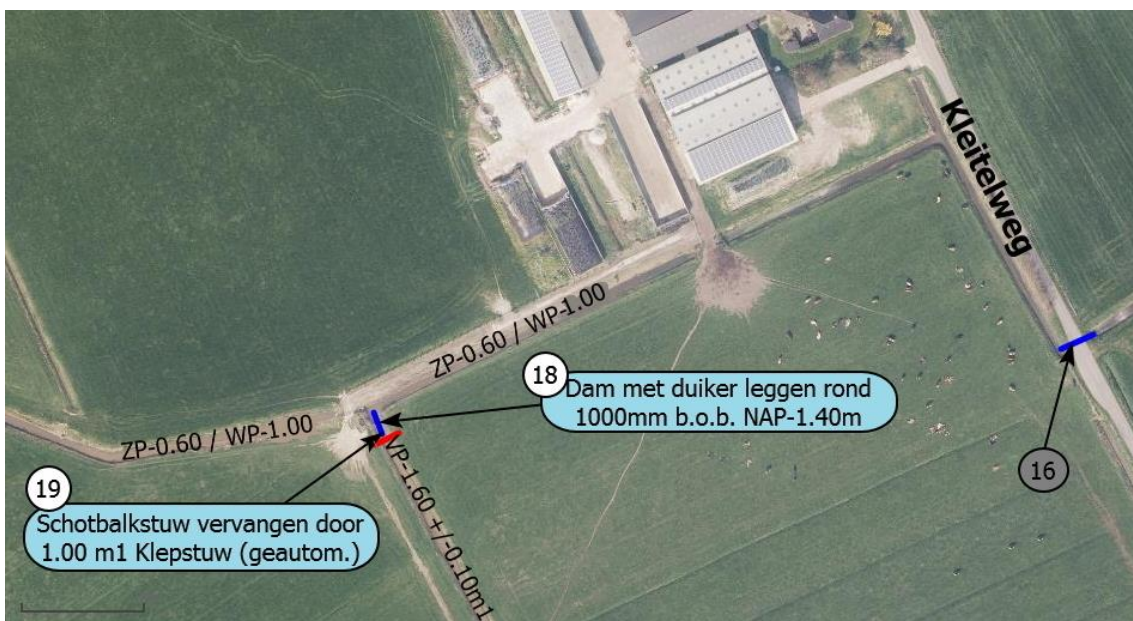 Kleitelweg
ZP-0.60 / WP-1.00
18
Dam met duiker leggen rond
1000mm b.o.b. NAP-1.40m
ZP-0.60 / WP-1.00
16
19
Schotbalkstuw vervangen door
1.00 m1 Klepstuw (geautom.)
VP-1.60 +/-0.10m1